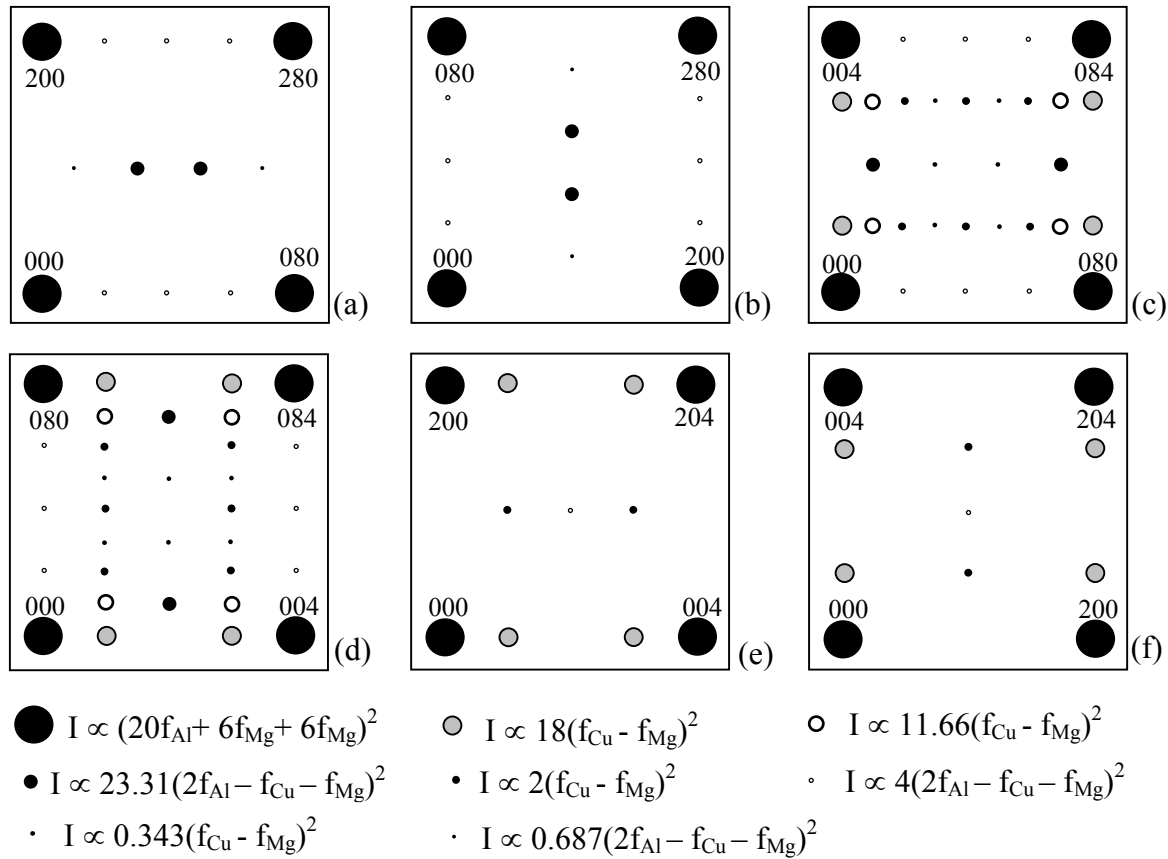 200 280 (a)
000 080
080 280 (b)
000 200
004 084 (c)
000 080
080 084 (d)
000 004
200 204 (e)
000 004
004 204 (f)
000 200
I ∝ (20f_Al+ 6f_Mg+ 6f_Mg)²
I ∝ 18(f_Cu - f_Mg)²
I ∝ 11.66(f_Cu - f_Mg)²
I ∝ 23.31(2f_Al – f_Cu – f_Mg)²
I ∝ 2(f_Cu - f_Mg)²
I ∝ 4(2f_Al – f_Cu – f_Mg)²
I ∝ 0.343(f_Cu - f_Mg)²
I ∝ 0.687(2f_Al – f_Cu – f_Mg)²